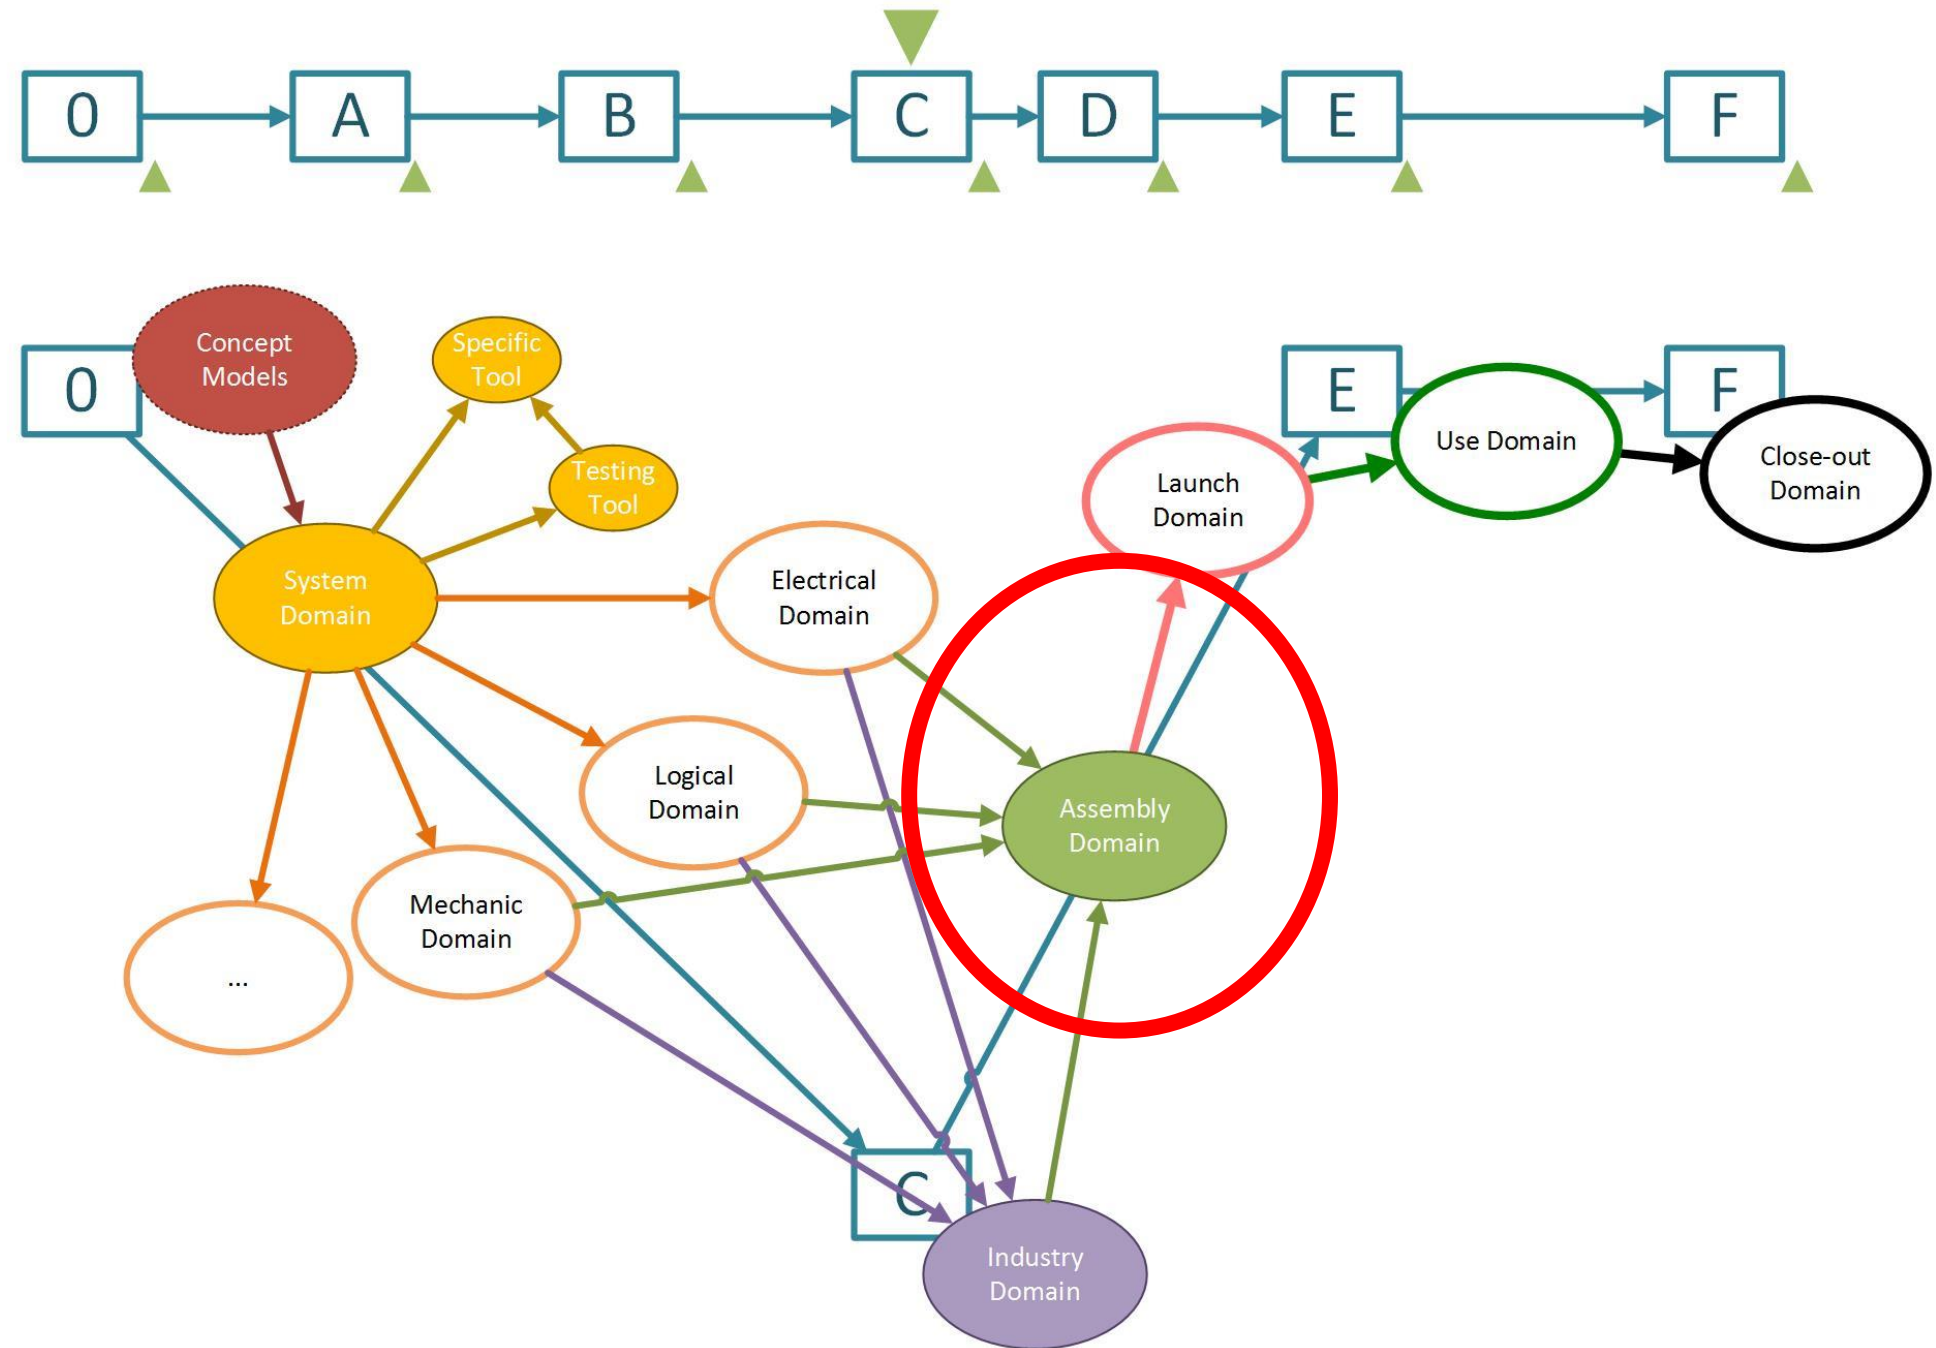 0
A
B
C
D
E
F
Concept
Models
Specific
Tool
0
E
F
Use Domain
Close-out
Domain
Testing
Tool
Launch
Domain
System
Domain
Electrical
Domain
Logical
Domain
Assembly
Domain
Mechanic
Domain
...
C
Industry
Domain